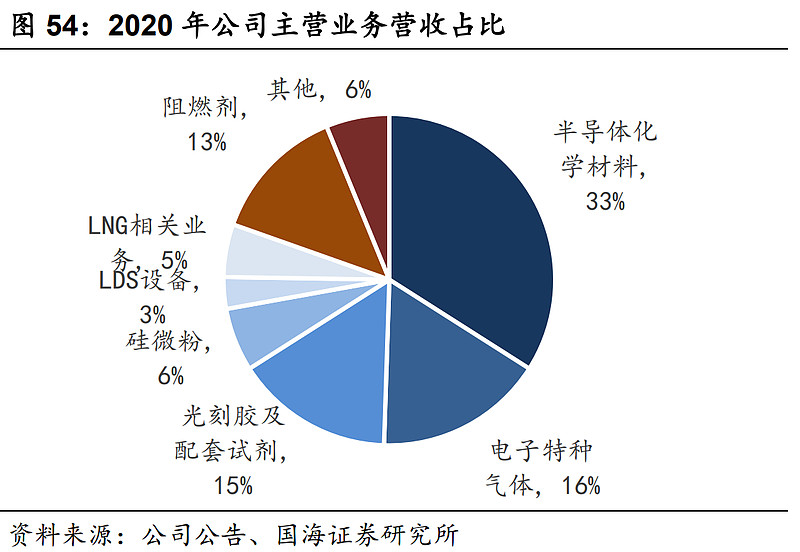 图 54：2020 年公司主营业务营收占比
其他，6%
阻燃剂，
13%
半导体化
学材料，
33%
LNG相关业
务，5%
LDS设备，
3%
硅微粉，
6%
光刻胶及
配套试剂，
15%
电子特种
气体，16%
资料来源：公司公告、国海证券研究所